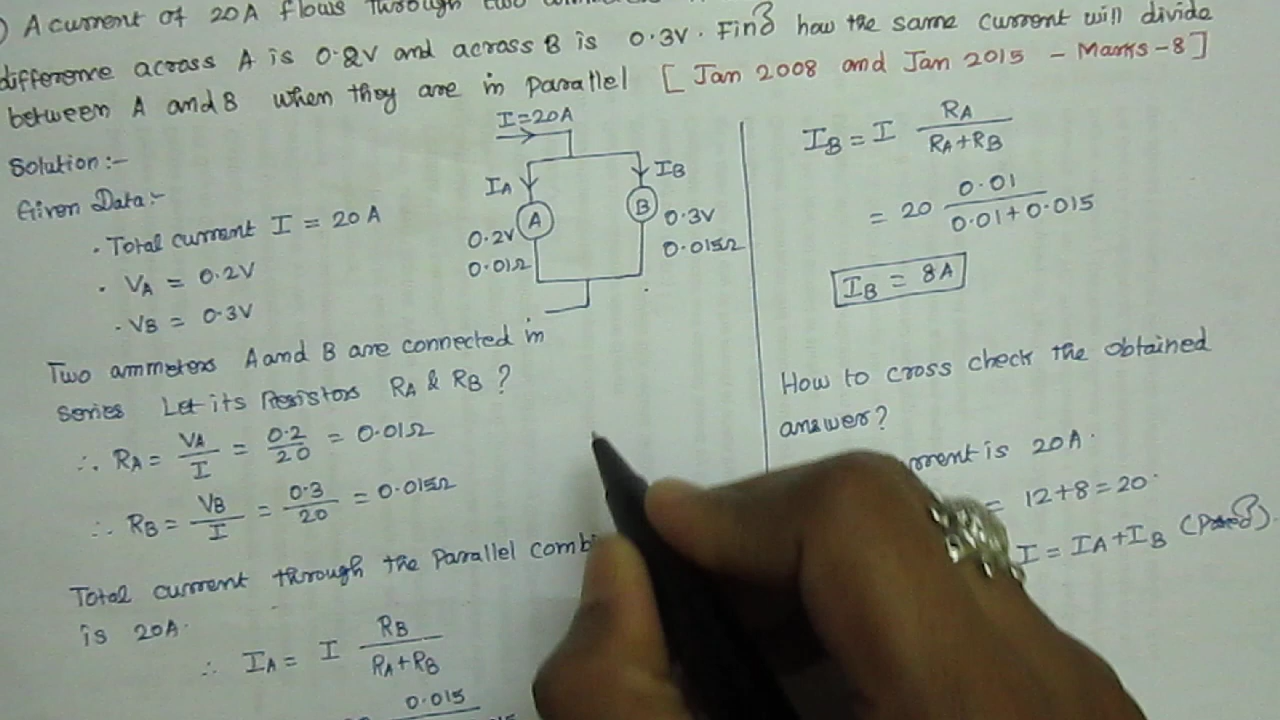 ) A current of 20A flows through two
difference across A is 0.2V and across B is 0.3V. Find how the same current will divide
between A and B when they are in parallel [Jan 2008 and Jan 2015 - Marks-8]
Solution:-
Given Data:-
· Total current I = 20A
· VA = 0.2V
· VB = 0.3V
I=20A
IA
IB
A
B
0.2V
0.01Ω
0.3V
0.015Ω
Two ammeters A and B are connected in
series Let its Resistors RA & RB ?
∴ RA = VA/I = 0.2/20 = 0.01Ω
∴ RB = VB/I = 0.3/20 = 0.015Ω
Total current through the parallel combi
is 20A.
∴ IA = I RB/RA+RB
0.015
IB = I RA/RA+RB
= 20 0.01/0.01+0.015
IB = 8A
How to cross check the obtained
answer?
rrent is 20A.
= 12+8=20.
I = IA+IB